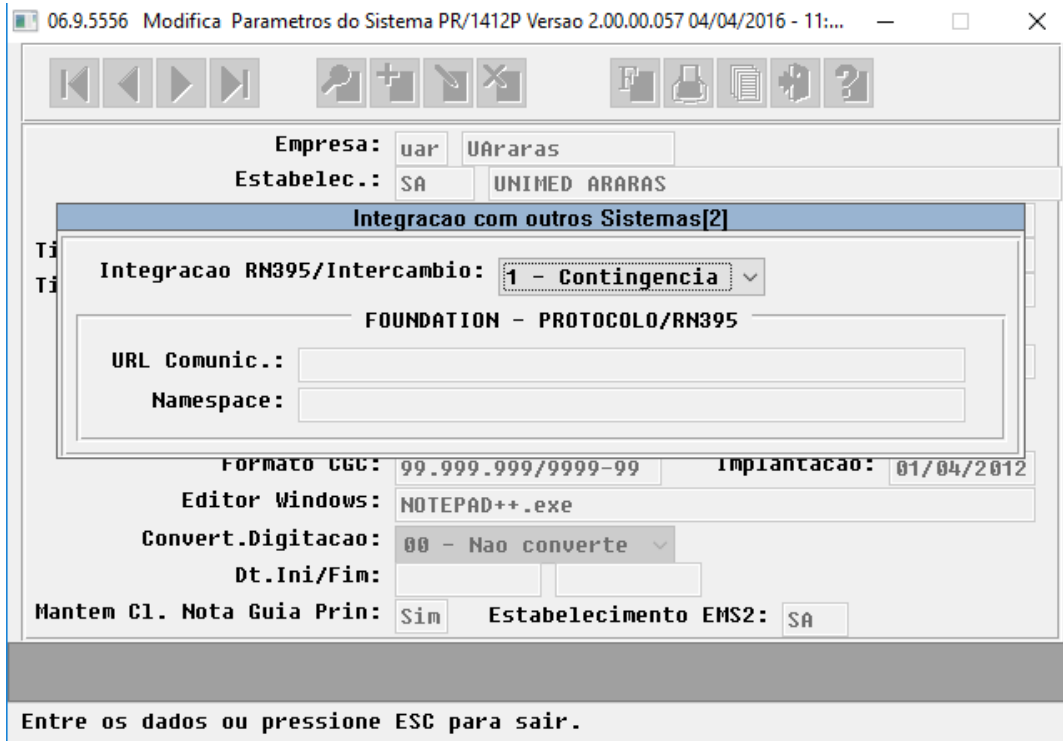 06.9.5556 Modifica Parametros do Sistema PR/1412P Versao 2.00.00.057 04/04/2016 - 11:...
F ?
Empresa: uar UAraras
Estabelec.: SA UNIMED ARARAS
Integracao com outros Sistemas[2]
Ti
Integracao RN395/Intercambio: 1 - Contingencia
Ti
FOUNDATION - PROTOCOLO/RN395
URL Comunic.:
Namespace:
Formato CGC: 99.999.999/9999-99 Implantacao: 01/04/2012
Editor Windows: NOTEPAD++.exe
Convert.Digitacao: 00 - Nao converte
Dt.Ini/Fim:
Mantem Cl. Nota Guia Prin: Sim Estabelecimento EMS2: SA
Entre os dados ou pressione ESC para sair.